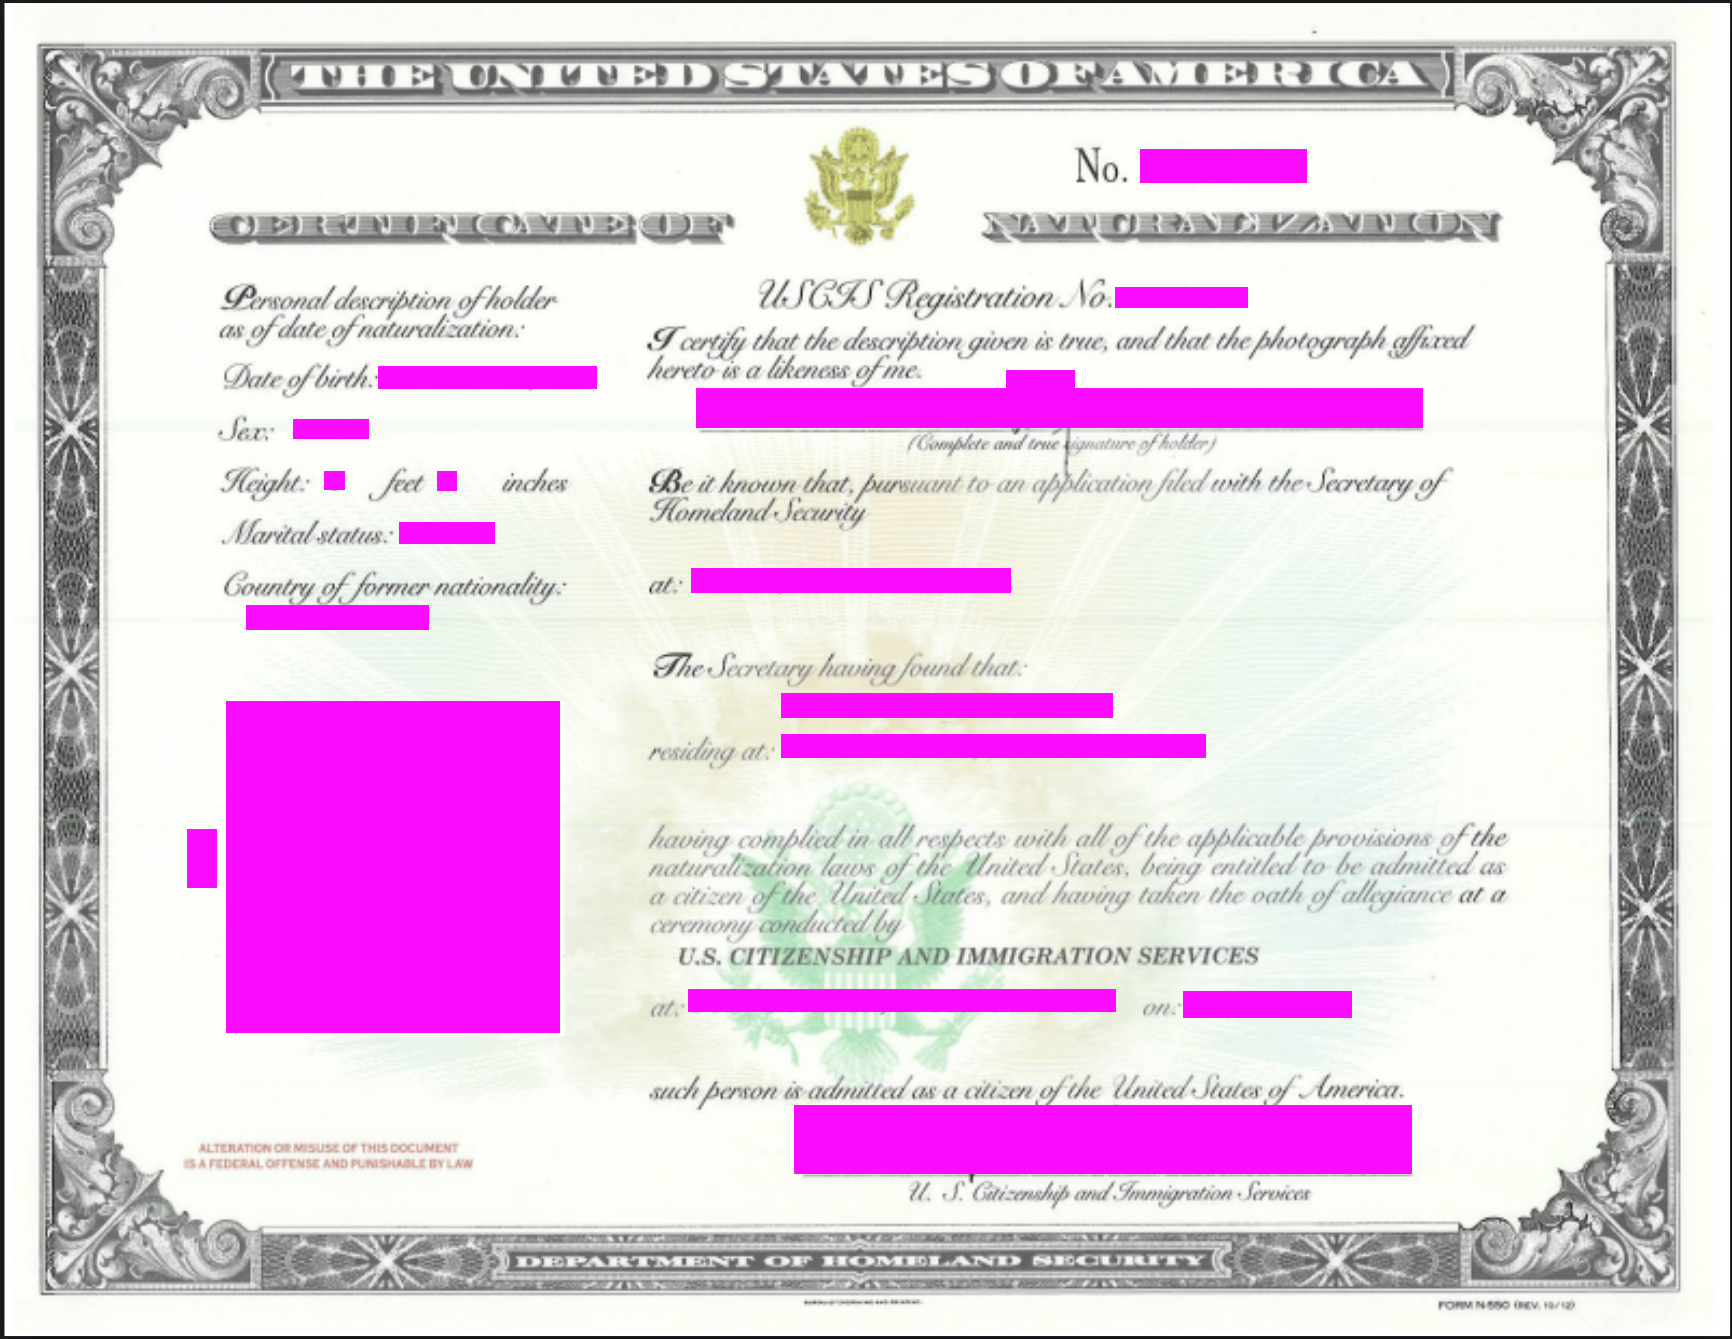 THE UNITED STATES OF AMERICA
No.
CERTIFICATE OF NATURALIZATION
Personal description of holder
as of date of naturalization:
Date of birth:
Sex:
Height: feet inches
Marital status:
Country of former nationality:
USCIS Registration No.
I certify that the description given is true, and that the photograph affixed
hereto is a likeness of me.
(Complete and true signature of holder)
Be it known that, pursuant to an application filed with the Secretary of
Homeland Security
at:
The Secretary having found that:
residing at:
having complied in all respects with all of the applicable provisions of the
naturalization laws of the United States, being entitled to be admitted as
a citizen of the United States, and having taken the oath of allegiance at a
ceremony conducted by
U.S. CITIZENSHIP AND IMMIGRATION SERVICES
at: on:
such person is admitted as a citizen of the United States of America.
U. S. Citizenship and Immigration Services
ALTERATION OR MISUSE OF THIS DOCUMENT
IS A FEDERAL OFFENSE AND PUNISHABLE BY LAW
DEPARTMENT OF HOMELAND SECURITY
FORM N-550 (REV. 10/12)